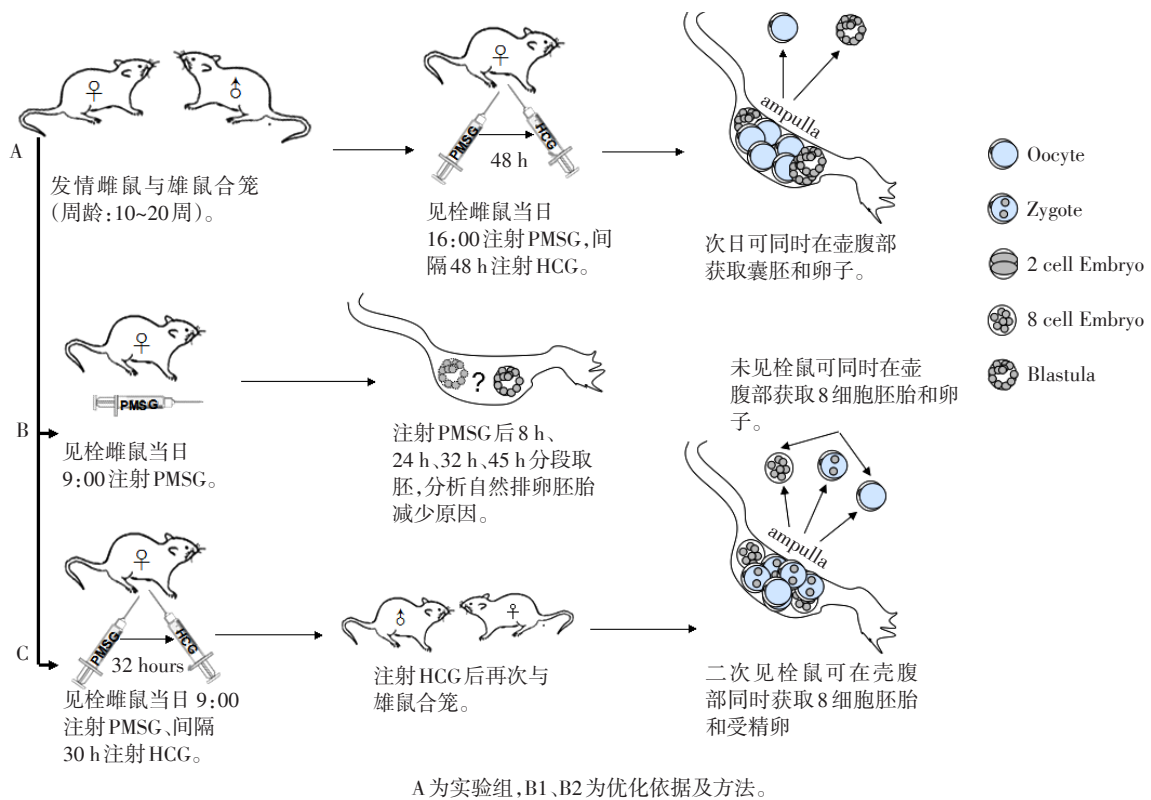 A
♀
♂
发情雌鼠与雄鼠合笼
(周龄:10~20周)。
♀
PMSG
HCG
48 h
见栓雌鼠当日
16:00注射PMSG,间
隔48 h注射HCG。
ampulla
次日可同时在壶腹部
获取囊胚和卵子。
Oocyte
Zygote
2 cell Embryo
8 cell Embryo
Blastula
B
♀
PMSG
见栓雌鼠当日
9:00注射PMSG。
?
注射PMSG后8 h、
24 h、32 h、45 h分段取
胚,分析自然排卵胚胎
减少原因。
未见栓鼠可同时在壶
腹部获取8细胞胚胎和卵
子。
C
♀
PMSG
HCG
32 hours
见栓雌鼠当日 9:00
注射PMSG、间隔
30 h注射HCG。
♂
♀
注射HCG后再次与
雄鼠合笼。
ampulla
二次见栓鼠可在壳腹
部同时获取8细胞胚胎
和受精卵
A为实验组,B1、B2为优化依据及方法。